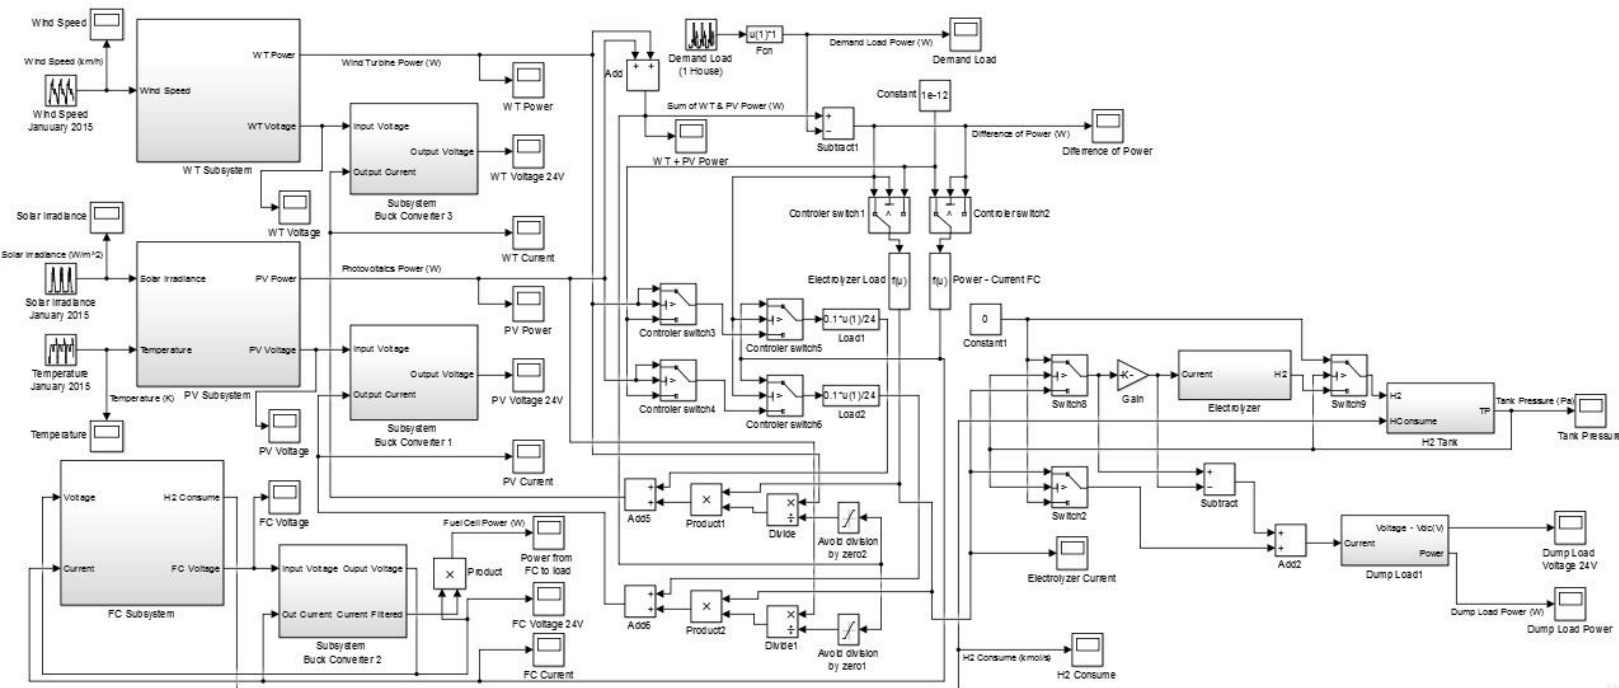 Wind Speed
Wind Speed (km/h)
Wind Speed
Januuary 2015
Wind Speed
WT Power
WT Voltage
WT Subsystem
Wind Turbine Power (W)
WT Power
Input Voltage
Output Voltage
Output Current
Subsystem
Buck Converter 3
WT Voltage 24V
WT Voltage
WT Current
Solar Irradiance
Solar Irradiance (W/m^2)
Solar Irradiance
January 2015
Temperature
January 2015
Temperature (K)
Temperature
Solar Irradiance
Temperature
PV Power
PV Voltage
PV Subsystem
Photovoltaics Power (W)
PV Power
Input Voltage
Output Voltage
Output Current
Subsystem
Buck Converter 1
PV Voltage 24V
PV Voltage
PV Current
Voltage
Current
H2 Consume
FC Voltage
FC Subsystem
FC Voltage
Input Voltage
Ouput Voltage
Out Current
Current Filtered
Subsystem
Buck Converter 2
Fuel Cell Power (W)
×
Product
Power from
FC to load
FC Voltage 24V
FC Current
Add
+
+
Demand Load
(1 House)
u(1)*1
Fcn
Demand Load Power (W)
Demand Load
Sum of WT & PV Power (W)
WT + PV Power
Constant
1e-12
+
−
Subtract1
Difference of Power (W)
Diferrence of Power
Controler switch1
Controler switch2
Electrolyzer Load
f(u)
f(u)
Power - Current FC
Controler switch3
Controler switch5
0.1*u(1)/24
Load1
Controler switch4
Controler switch6
0.1*u(1)/24
Load2
+
+
Add5
×
Product1
×
÷
Divide
Avoid division
by zero2
+
+
Add6
×
Product2
×
÷
Divide1
Avoid division
by zero1
0
Constant1
Switch8
-K-
Gain
Current
H2
Electrolyzer
Switch9
H2
HConsume
TP
H2 Tank
Tank Pressure (Pa)
Tank Pressure
Switch2
+
−
Subtract
+
+
Add2
Current
Voltage - Vdc(V)
Power
Dump Load1
Dump Load
Voltage 24V
Dump Load Power (W)
Dump Load Power
Electrolyzer Current
H2 Consume (kmol/s)
H2 Consume